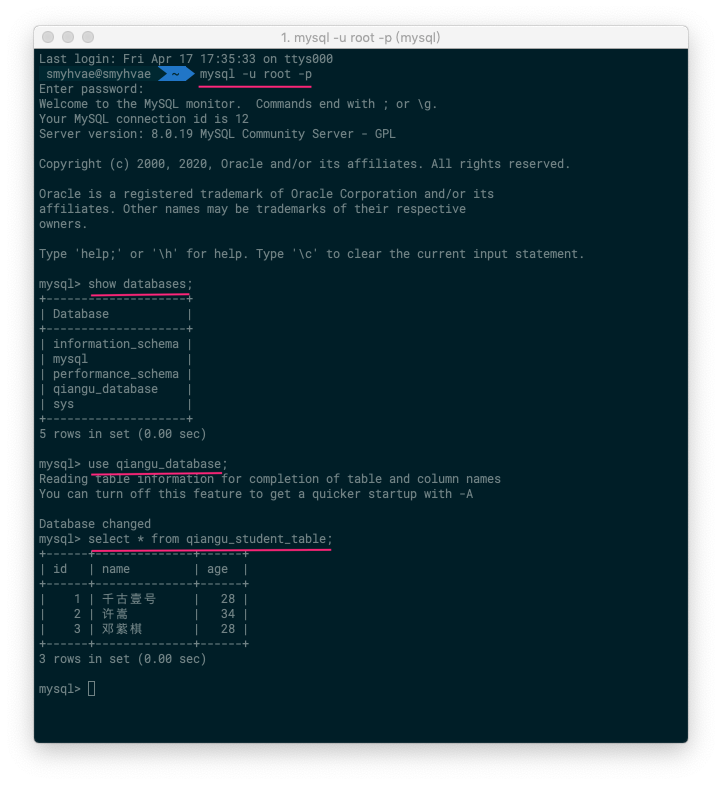 1. mysql -u root -p (mysql)
Last login: Fri Apr 17 17:35:33 on ttys000
smyhvae@smyhvae ~ mysql -u root -p
Enter password:
Welcome to the MySQL monitor.  Commands end with ; or \g.
Your MySQL connection id is 12
Server version: 8.0.19 MySQL Community Server - GPL
Copyright (c) 2000, 2020, Oracle and/or its affiliates. All rights reserved.
Oracle is a registered trademark of Oracle Corporation and/or its
affiliates. Other names may be trademarks of their respective
owners.
Type 'help;' or '\h' for help. Type '\c' to clear the current input statement.
mysql> show databases;
+--------------------+
| Database           |
+--------------------+
| information_schema |
| mysql              |
| performance_schema |
| qiangu_database    |
| sys                |
+--------------------+
5 rows in set (0.00 sec)
mysql> use qiangu_database;
Reading table information for completion of table and column names
You can turn off this feature to get a quicker startup with -A
Database changed
mysql> select * from qiangu_student_table;
+------+--------------+------+
| id   | name         | age  |
+------+--------------+------+
|    1 | 千古壹号     |   28 |
|    2 | 许嵩         |   34 |
|    3 | 邓紫棋       |   28 |
+------+--------------+------+
3 rows in set (0.00 sec)
mysql>